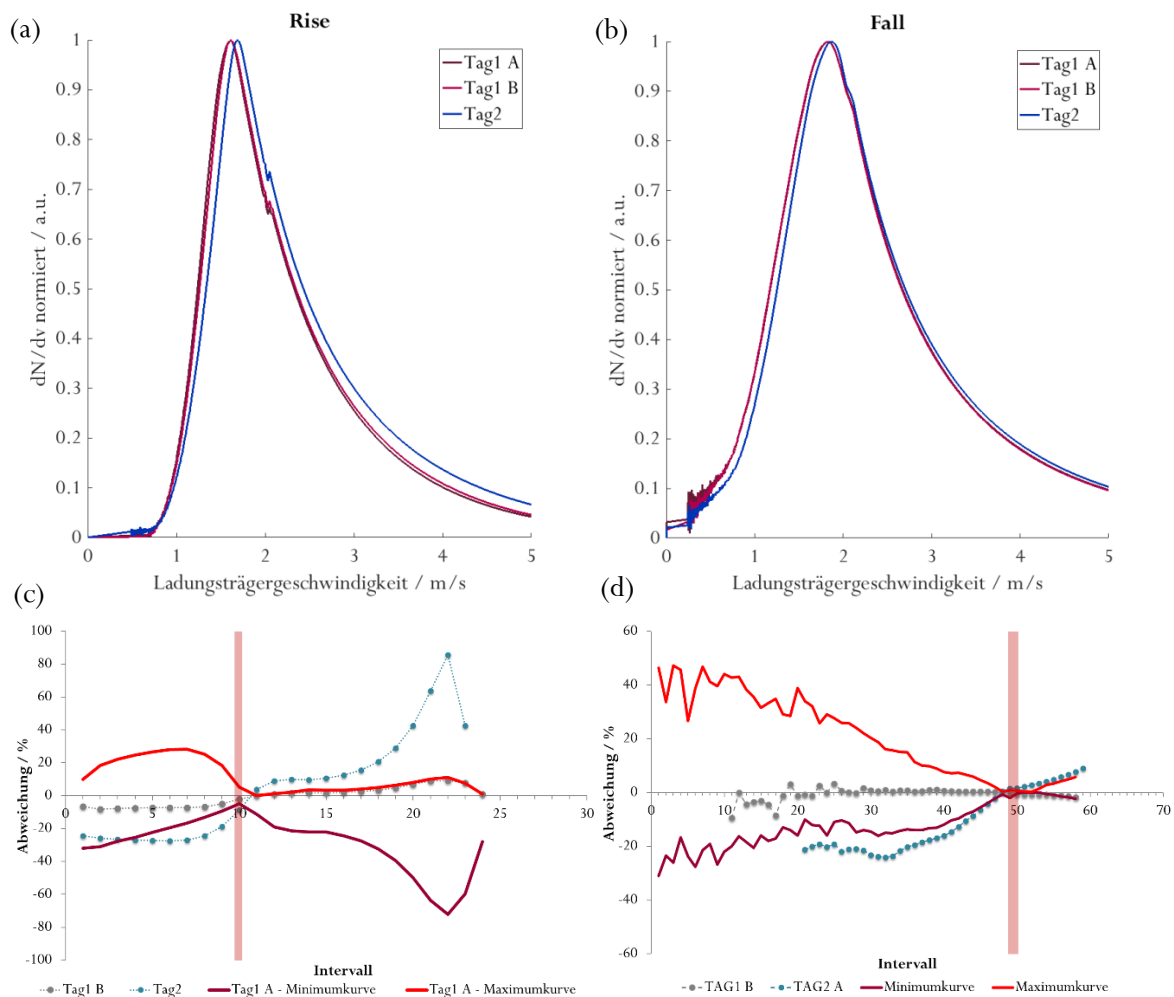 (a)
Rise
1
0.9
0.8
0.7
0.6
0.5
0.4
0.3
0.2
0.1
0
dN/dv normiert / a.u.
Tag1 A
Tag1 B
Tag2
0 1 2 3 4 5
Ladungsträgergeschwindigkeit / m/s
(b)
Fall
1
0.9
0.8
0.7
0.6
0.5
0.4
0.3
0.2
0.1
0
dN/dv normiert / a.u.
Tag1 A
Tag1 B
Tag2
0 1 2 3 4 5
Ladungsträgergeschwindigkeit / m/s
(c)
100
80
60
40
20
0
-20
-40
-60
-80
-100
Abweichung / %
0 5 10 15 20 25 30
Intervall
Tag1 B Tag2 Tag1 A - Minimumkurve Tag1 A - Maximumkurve
(d)
60
40
20
0
-20
-40
-60
Abweichung / %
0 10 20 30 40 50 60 70
Intervall
TAG1 B TAG2 A Minimumkurve Maximumkurve